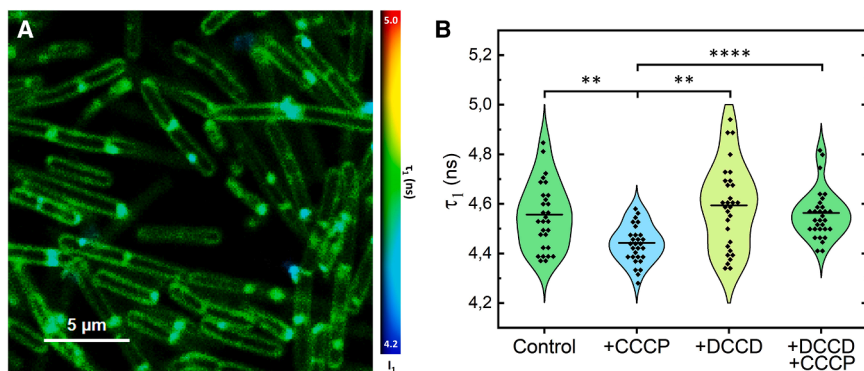 A
5.0
τ₁ (ns)
4.2
I₁
5 µm
B
τ₁ (ns)
5,2
5,0
4,8
4,6
4,4
4,2
**
**
****
Control
+CCCP
+DCCD
+DCCD
+CCCP